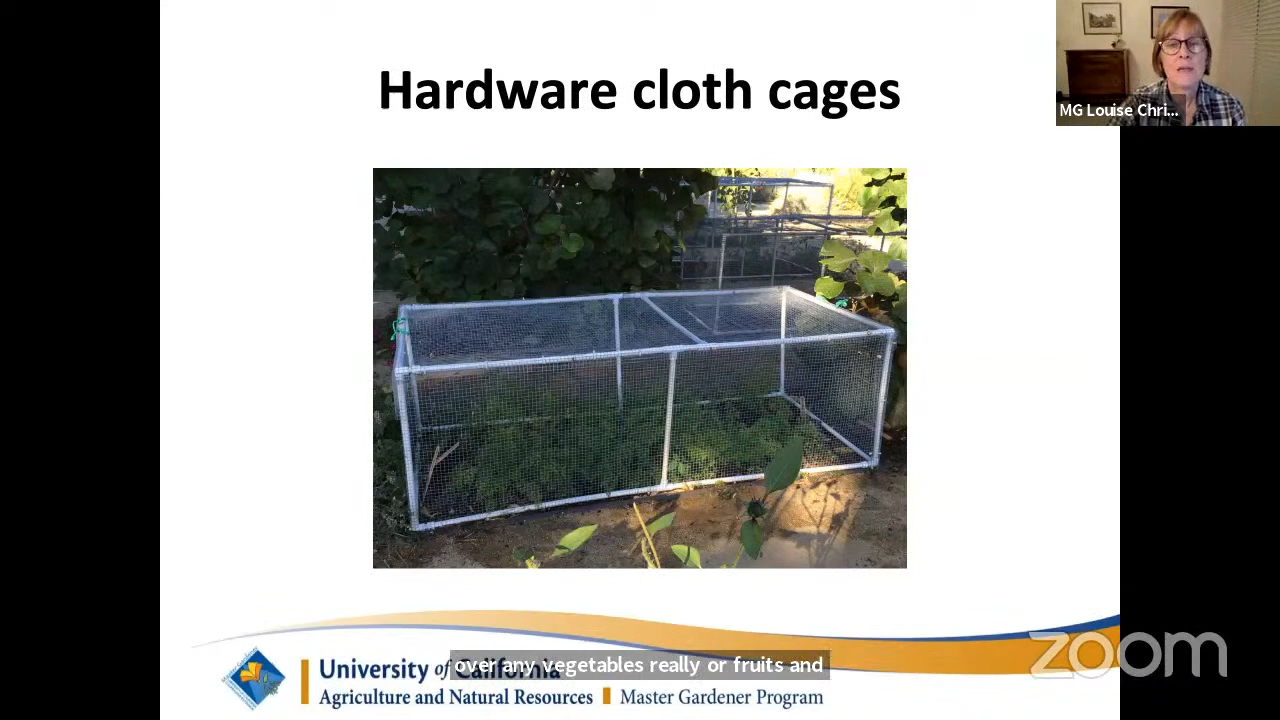 Hardware cloth cages
MG Louise Chri...
over any vegetables really or fruits and
University of California
Agriculture and Natural Resources Master Gardener Program
zoom